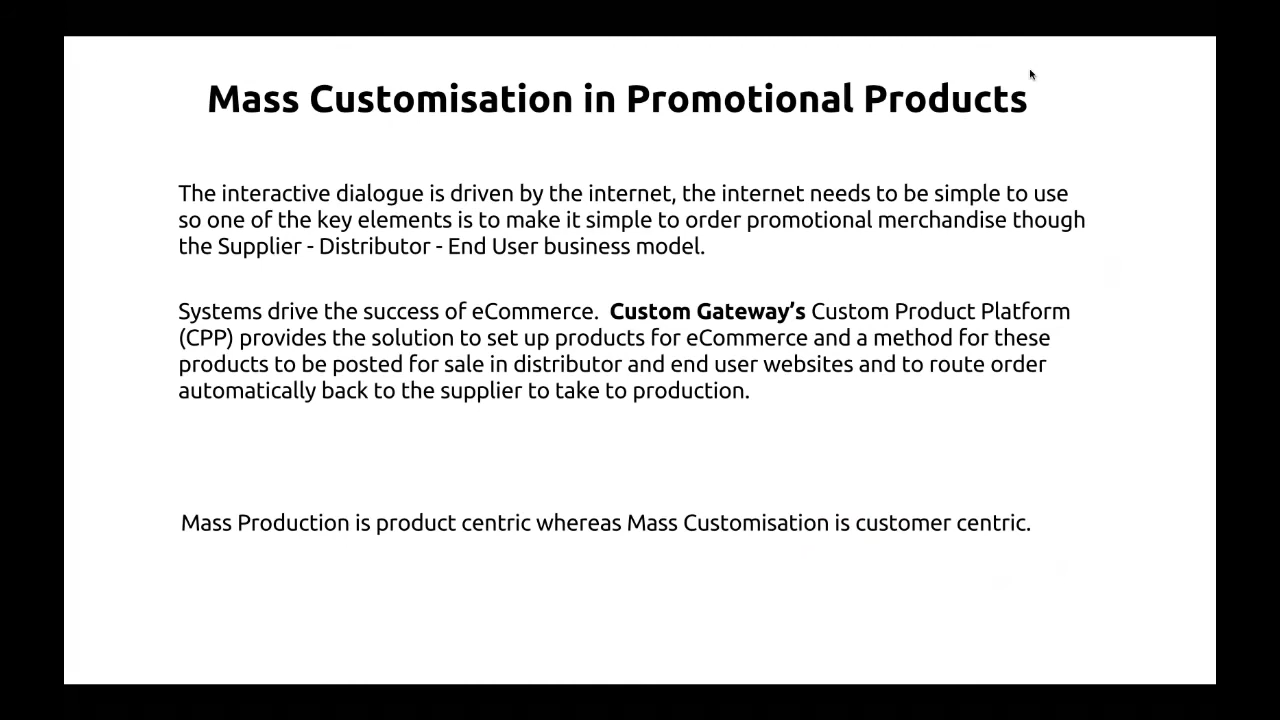 Mass Customisation in Promotional Products
The interactive dialogue is driven by the internet, the internet needs to be simple to use
so one of the key elements is to make it simple to order promotional merchandise though
the Supplier - Distributor - End User business model.
Systems drive the success of eCommerce.  Custom Gateway’s Custom Product Platform
(CPP) provides the solution to set up products for eCommerce and a method for these
products to be posted for sale in distributor and end user websites and to route order
automatically back to the supplier to take to production.
Mass Production is product centric whereas Mass Customisation is customer centric.